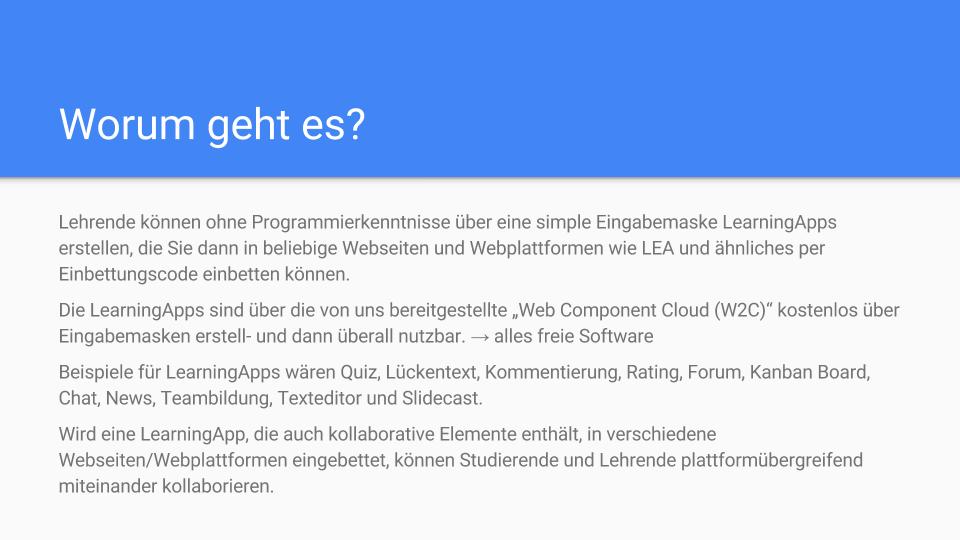 Worum geht es?
Lehrende können ohne Programmierkenntnisse über eine simple Eingabemaske LearningApps
erstellen, die Sie dann in beliebige Webseiten und Webplattformen wie LEA und ähnliches per
Einbettungscode einbetten können.
Die LearningApps sind über die von uns bereitgestellte „Web Component Cloud (W2C)“ kostenlos über
Eingabemasken erstell- und dann überall nutzbar. → alles freie Software
Beispiele für LearningApps wären Quiz, Lückentext, Kommentierung, Rating, Forum, Kanban Board,
Chat, News, Teambildung, Texteditor und Slidecast.
Wird eine LearningApp, die auch kollaborative Elemente enthält, in verschiedene
Webseiten/Webplattformen eingebettet, können Studierende und Lehrende plattformübergreifend
miteinander kollaborieren.